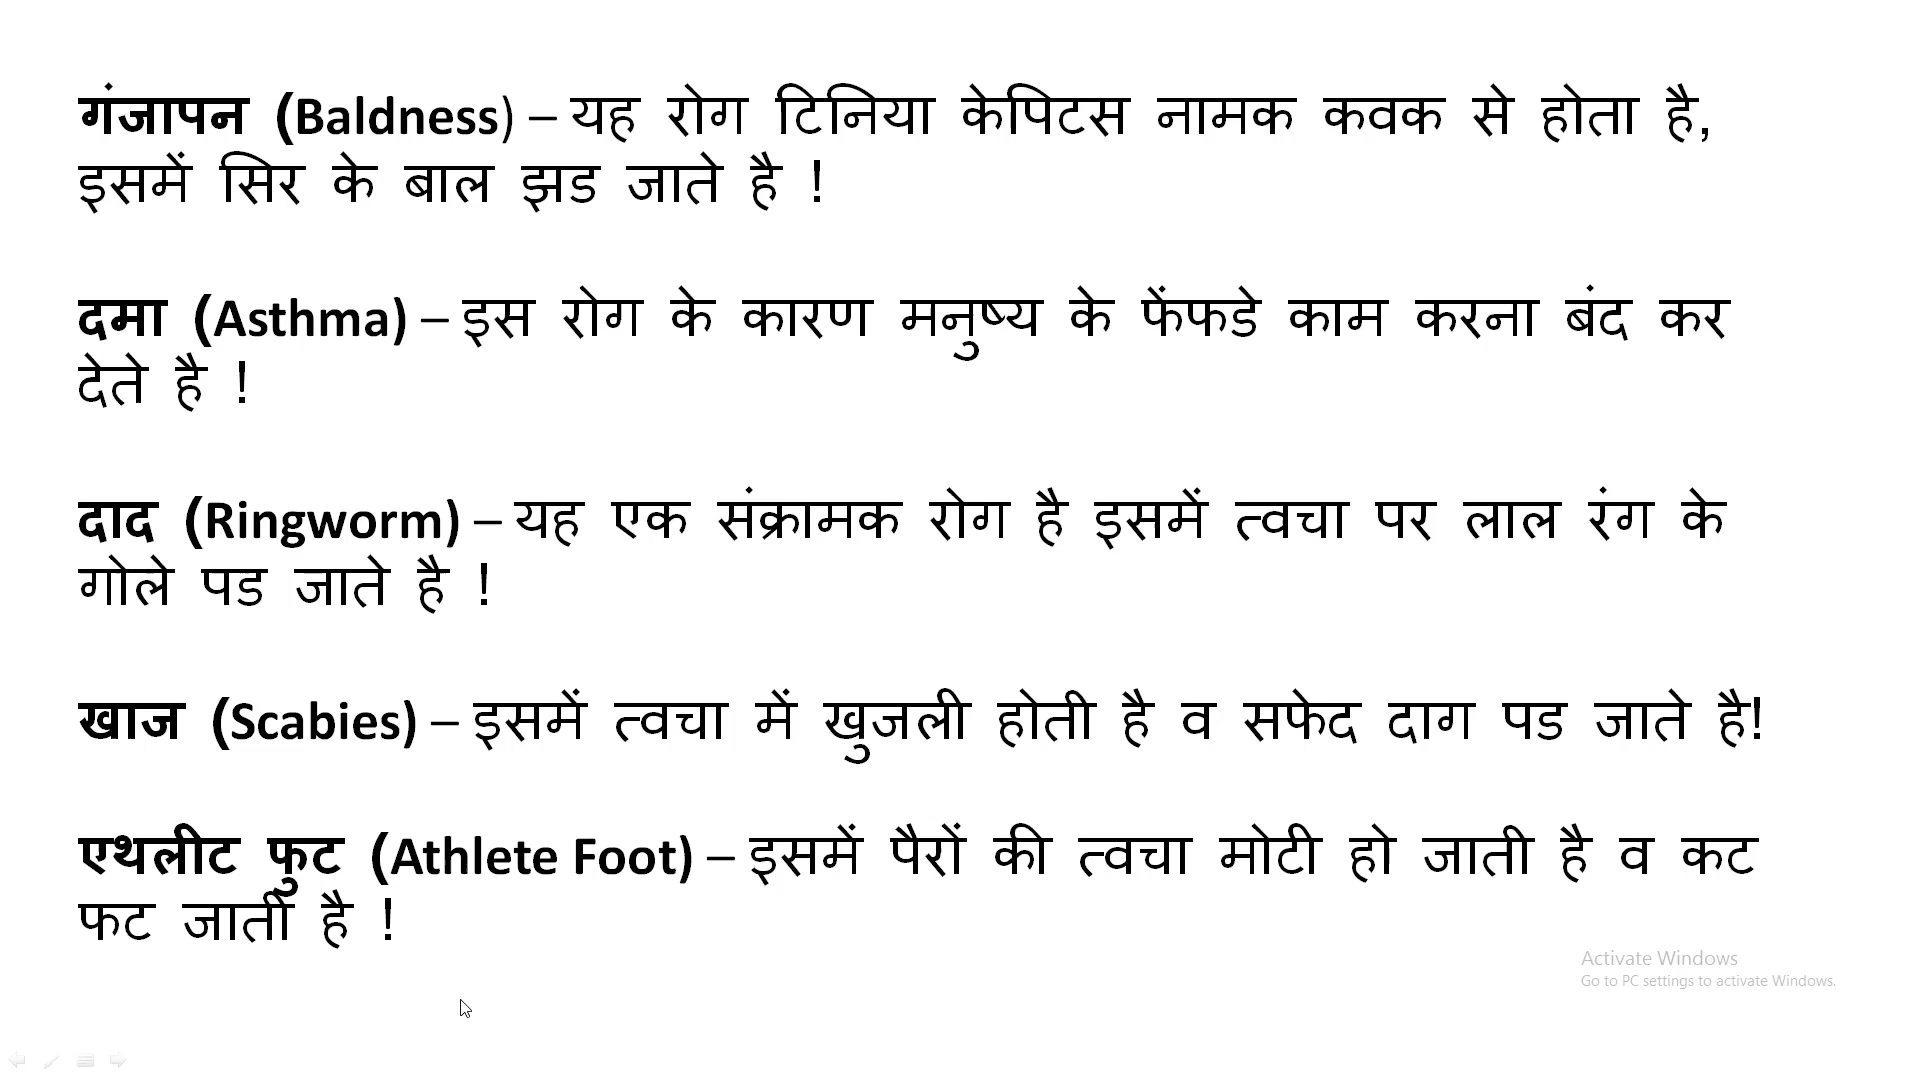 गंजापन (Baldness) – यह रोग टिनिया केपिटस नामक कवक से होता है,
इसमें सिर के बाल झड जाते है !
दमा (Asthma) – इस रोग के कारण मनुष्य के फेंफडे काम करना बंद कर
देते है !
दाद (Ringworm) – यह एक संक्रामक रोग है इसमें त्वचा पर लाल रंग के
गोले पड जाते है !
खाज (Scabies) – इसमें त्वचा में खुजली होती है व सफेद दाग पड जाते है!
एथलीट फुट (Athlete Foot) – इसमें पैरों की त्वचा मोटी हो जाती है व कट
फट जाती है !
Activate Windows
Go to PC settings to activate Windows.